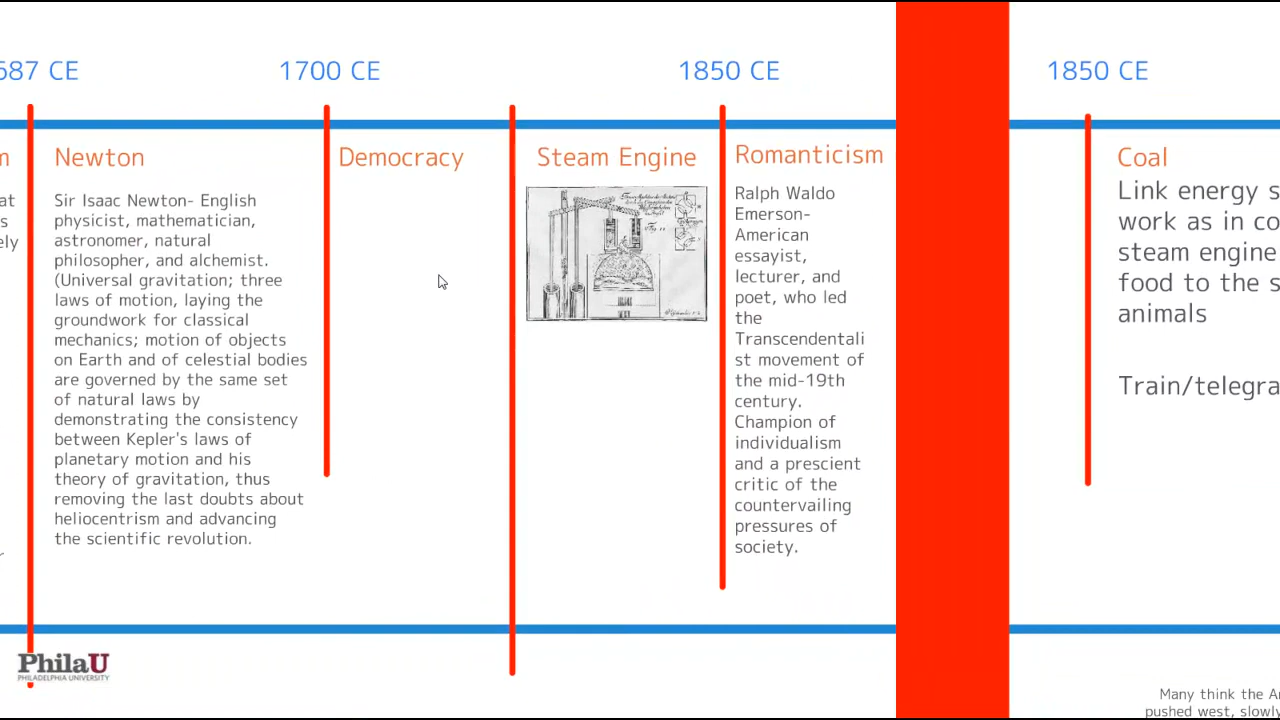 687 CE
1700 CE
1850 CE
1850 CE
Newton
Sir Isaac Newton- English
physicist, mathematician,
astronomer, natural
philosopher, and alchemist.
(Universal gravitation; three
laws of motion, laying the
groundwork for classical
mechanics; motion of objects
on Earth and of celestial bodies
are governed by the same set
of natural laws by
demonstrating the consistency
between Kepler's laws of
planetary motion and his
theory of gravitation, thus
removing the last doubts about
heliocentrism and advancing
the scientific revolution.
Democracy
Steam Engine
Romanticism
Ralph Waldo
Emerson-
American
essayist,
lecturer, and
poet, who led
the
Transcendentali
st movement of
the mid-19th
century.
Champion of
individualism
and a prescient
critic of the
countervailing
pressures of
society.
Coal
Link energy s
work as in co
steam engine
food to the s
animals
Train/telegra
PhilaU
PHILADELPHIA UNIVERSITY
Many think the A
pushed west, slowly